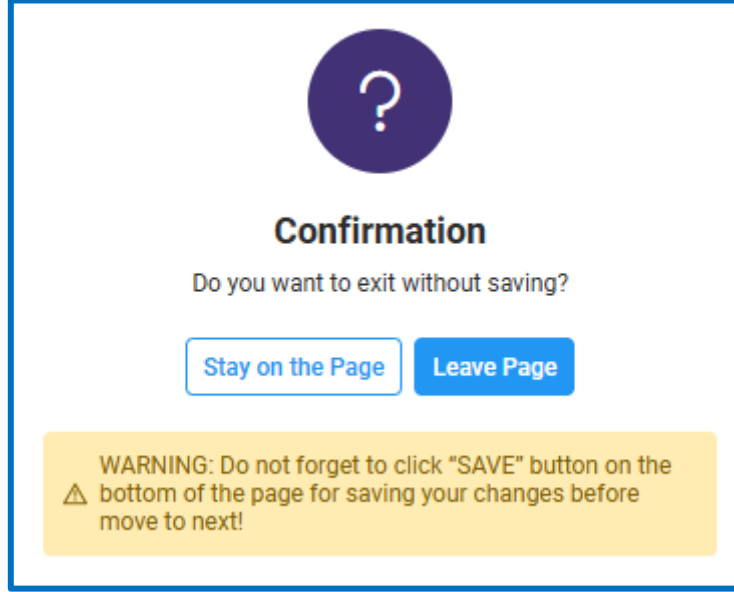 ?
Confirmation
Do you want to exit without saving?
Stay on the Page
Leave Page
WARNING: Do not forget to click “SAVE” button on the
bottom of the page for saving your changes before
move to next!